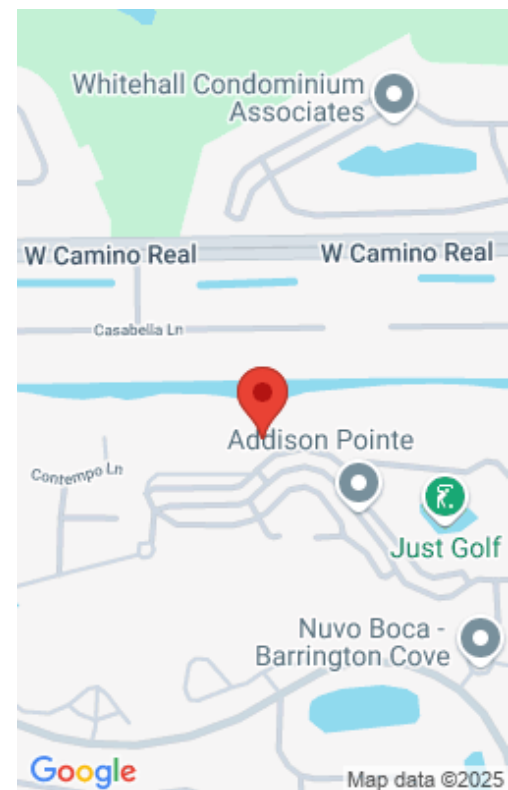 Whitehall Condominium
Associates
W Camino Real
W Camino Real
Casabella Ln
Addison Pointe
Contempo Ln
Just Golf
Nuvo Boca -
Barrington Cove
Google
Map data ©2025